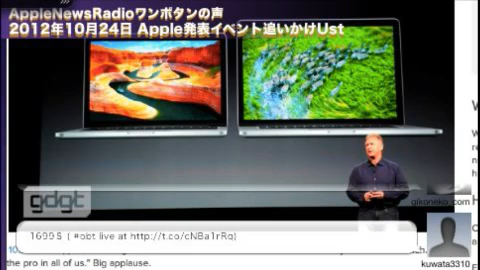 AppleNewsRadioワンボタンの声
2012年10月24日 Apple発表イベント追いかけUst
gdgt
gikoneko_com
1699$ ( #obt live at http://t.co/cNBa1rRq)
the pro in all of us." Big applause.
kuwata3310